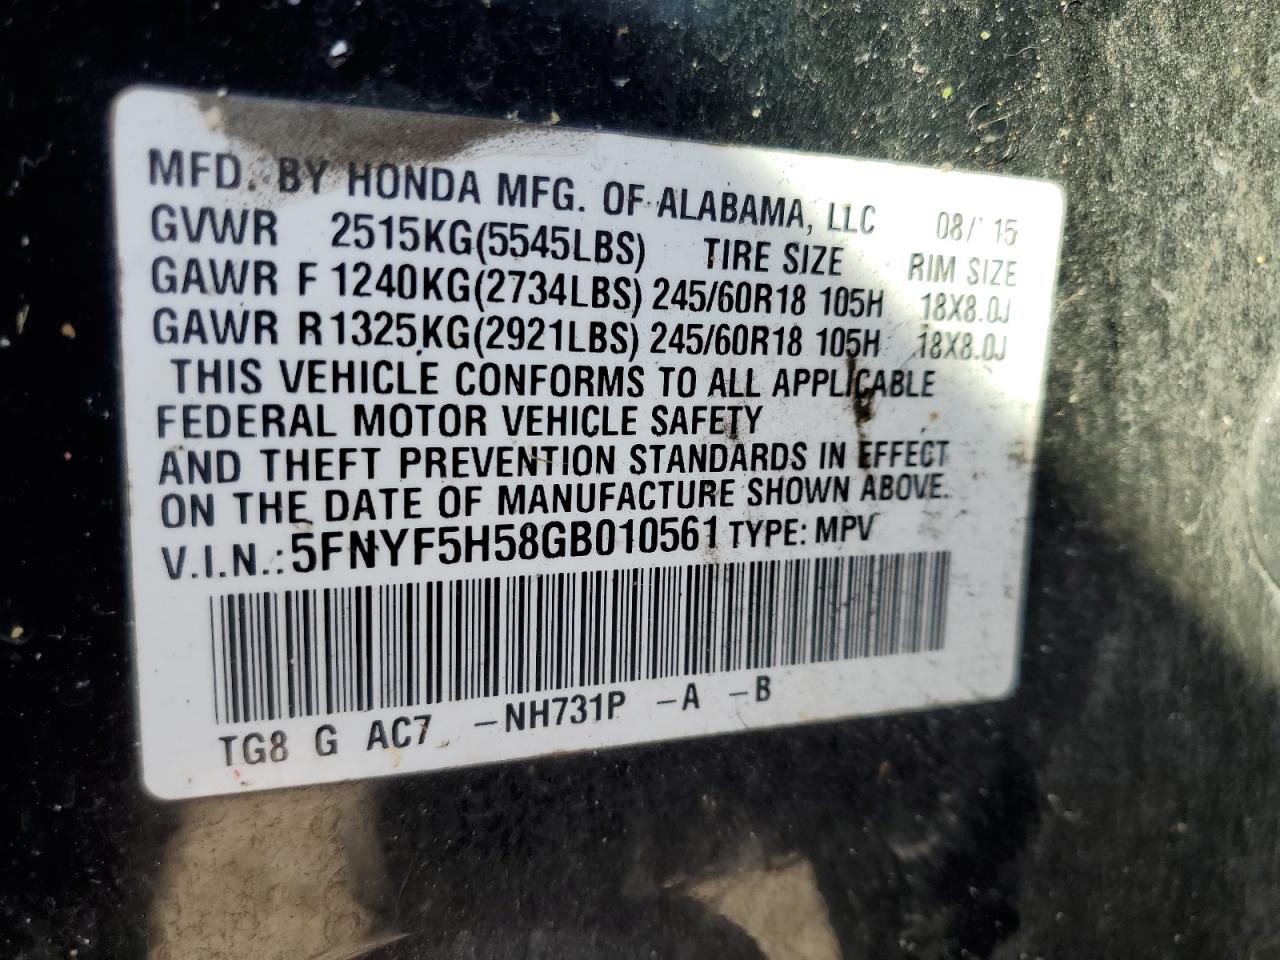 MFD. BY HONDA MFG. OF ALABAMA, LLC 08/ 15
GVWR 2515KG(5545LBS) TIRE SIZE RIM SIZE
GAWR F 1240KG(2734LBS) 245/60R18 105H 18X8.0J
GAWR R 1325KG(2921LBS) 245/60R18 105H 18X8.0J
THIS VEHICLE CONFORMS TO ALL APPLICABLE
FEDERAL MOTOR VEHICLE SAFETY
AND THEFT PREVENTION STANDARDS IN EFFECT
ON THE DATE OF MANUFACTURE SHOWN ABOVE.
V.I.N.: 5FNYF5H58GB010561 TYPE: MPV
TG8 G AC7 -NH731P -A -B